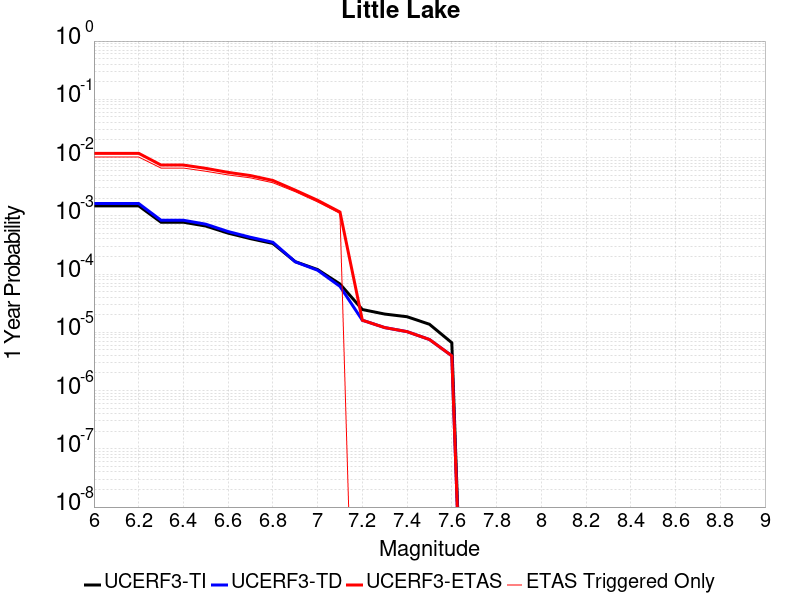 Little Lake
10^0
10^-1
10^-2
10^-3
10^-4
10^-5
10^-6
10^-7
10^-8
1 Year Probability
6 6.2 6.4 6.6 6.8 7 7.2 7.4 7.6 7.8 8 8.2 8.4 8.6 8.8 9
Magnitude
UCERF3-TI UCERF3-TD UCERF3-ETAS ETAS Triggered Only